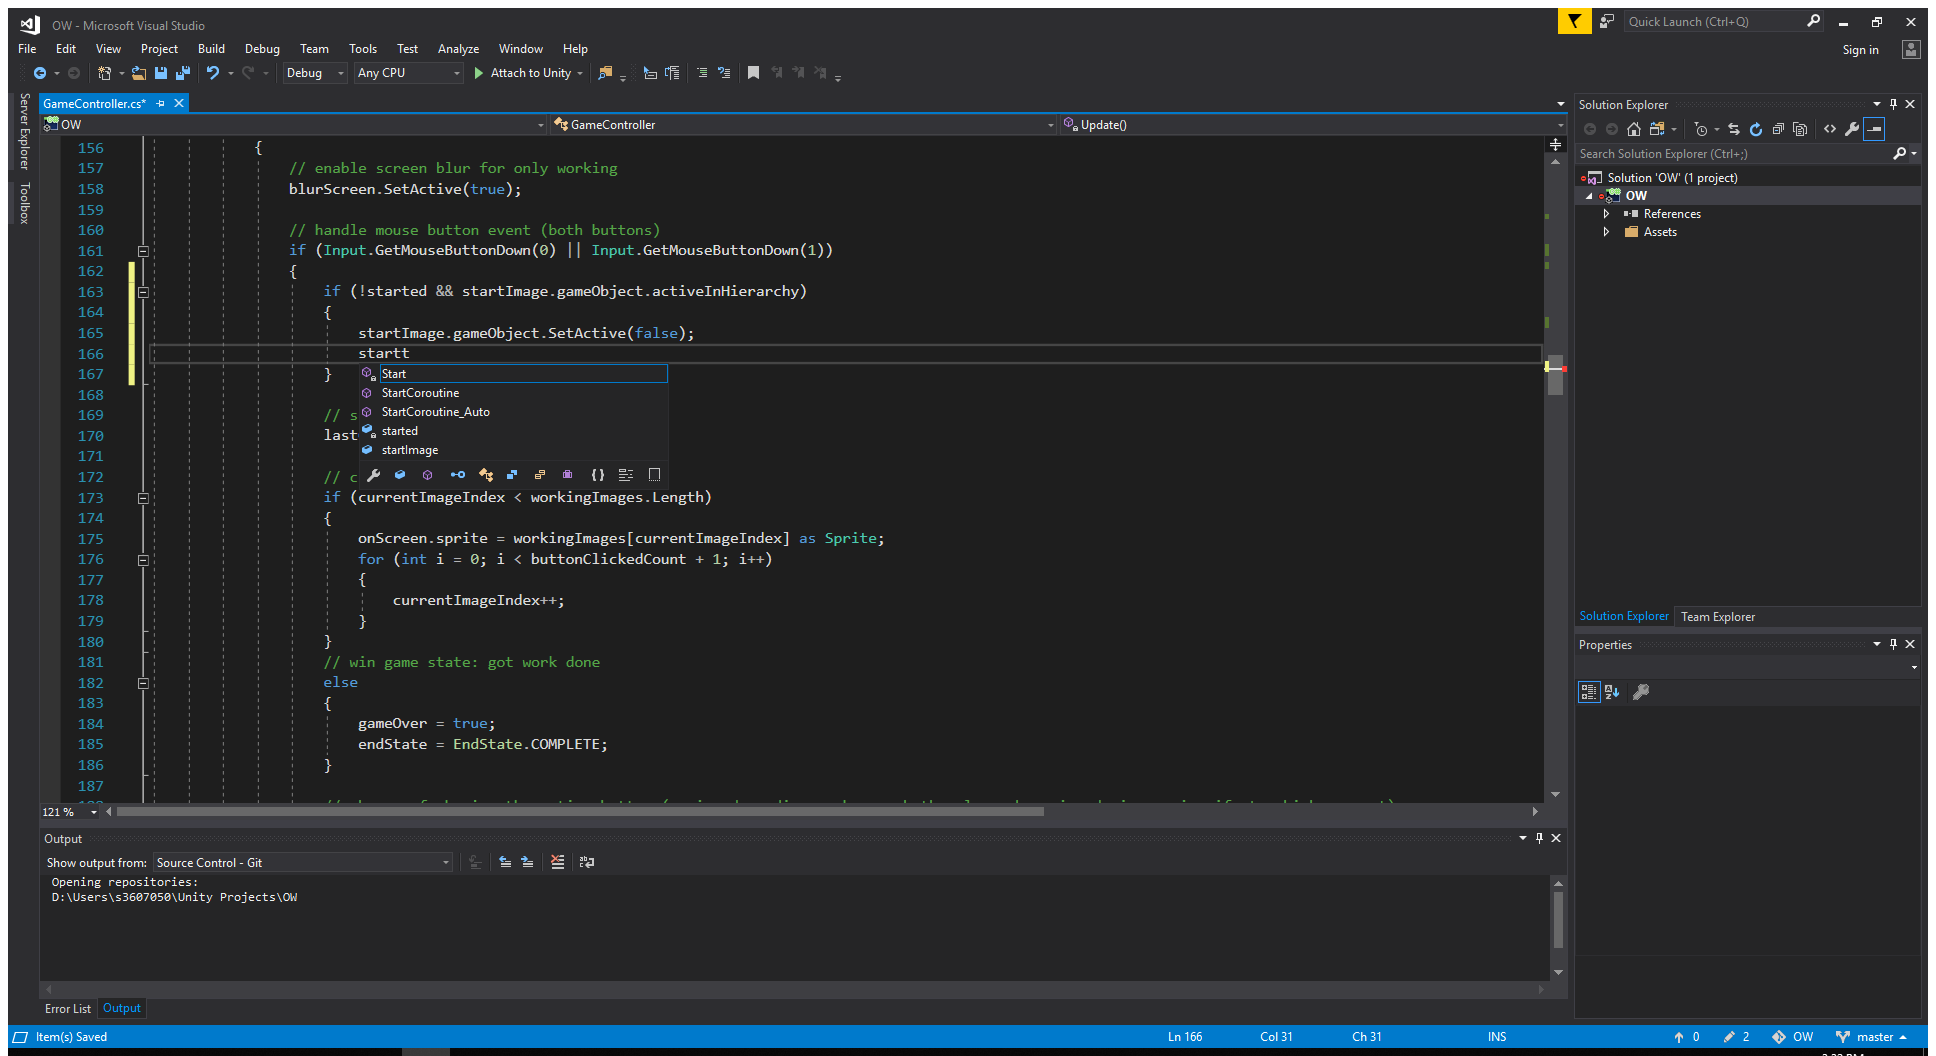 OW - Microsoft Visual Studio
Quick Launch (Ctrl+Q)
File Edit View Project Build Debug Team Tools Test Analyze Window Help
Sign in
Debug Any CPU Attach to Unity
Server Explorer
Toolbox
GameController.cs*
OW GameController Update()
156 {
157 // enable screen blur for only working
158 blurScreen.SetActive(true);
159
160 // handle mouse button event (both buttons)
161 if (Input.GetMouseButtonDown(0) || Input.GetMouseButtonDown(1))
162 {
163 if (!started && startImage.gameObject.activeInHierarchy)
164 {
165 startImage.gameObject.SetActive(false);
166 startt
167 }
Start
168
StartCoroutine
169 // s
StartCoroutine_Auto
170 last
started
171
startImage
172 // c
173 if (currentImageIndex < workingImages.Length)
174 {
175 onScreen.sprite = workingImages[currentImageIndex] as Sprite;
176 for (int i = 0; i < buttonClickedCount + 1; i++)
177 {
178 currentImageIndex++;
179 }
180 }
181 // win game state: got work done
182 else
183 {
184 gameOver = true;
185 endState = EndState.COMPLETE;
186 }
187
121 %
Output
Show output from: Source Control - Git
Opening repositories:
D:\Users\s3607050\Unity Projects\OW
Error List Output
Solution Explorer
Search Solution Explorer (Ctrl+;)
Solution 'OW' (1 project)
OW
References
Assets
Solution Explorer Team Explorer
Properties
Item(s) Saved Ln 166 Col 31 Ch 31 INS 0 2 OW master